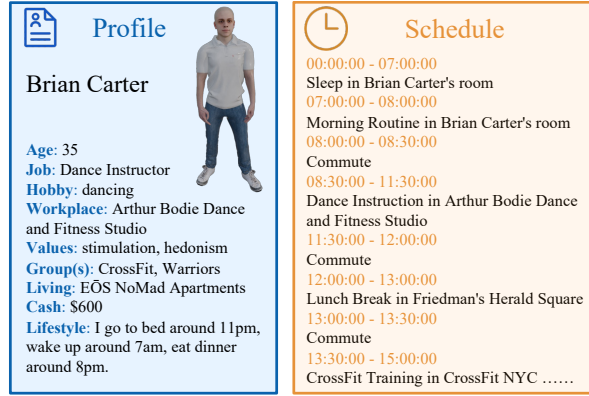 Profile
Brian Carter
Age: 35
Job: Dance Instructor
Hobby: dancing
Workplace: Arthur Bodie Dance
and Fitness Studio
Values: stimulation, hedonism
Group(s): CrossFit, Warriors
Living: EŌS NoMad Apartments
Cash: $600
Lifestyle: I go to bed around 11pm,
wake up around 7am, eat dinner
around 8pm.
Schedule
00:00:00 - 07:00:00
Sleep in Brian Carter's room
07:00:00 - 08:00:00
Morning Routine in Brian Carter's room
08:00:00 - 08:30:00
Commute
08:30:00 - 11:30:00
Dance Instruction in Arthur Bodie Dance
and Fitness Studio
11:30:00 - 12:00:00
Commute
12:00:00 - 13:00:00
Lunch Break in Friedman's Herald Square
13:00:00 - 13:30:00
Commute
13:30:00 - 15:00:00
CrossFit Training in CrossFit NYC ……